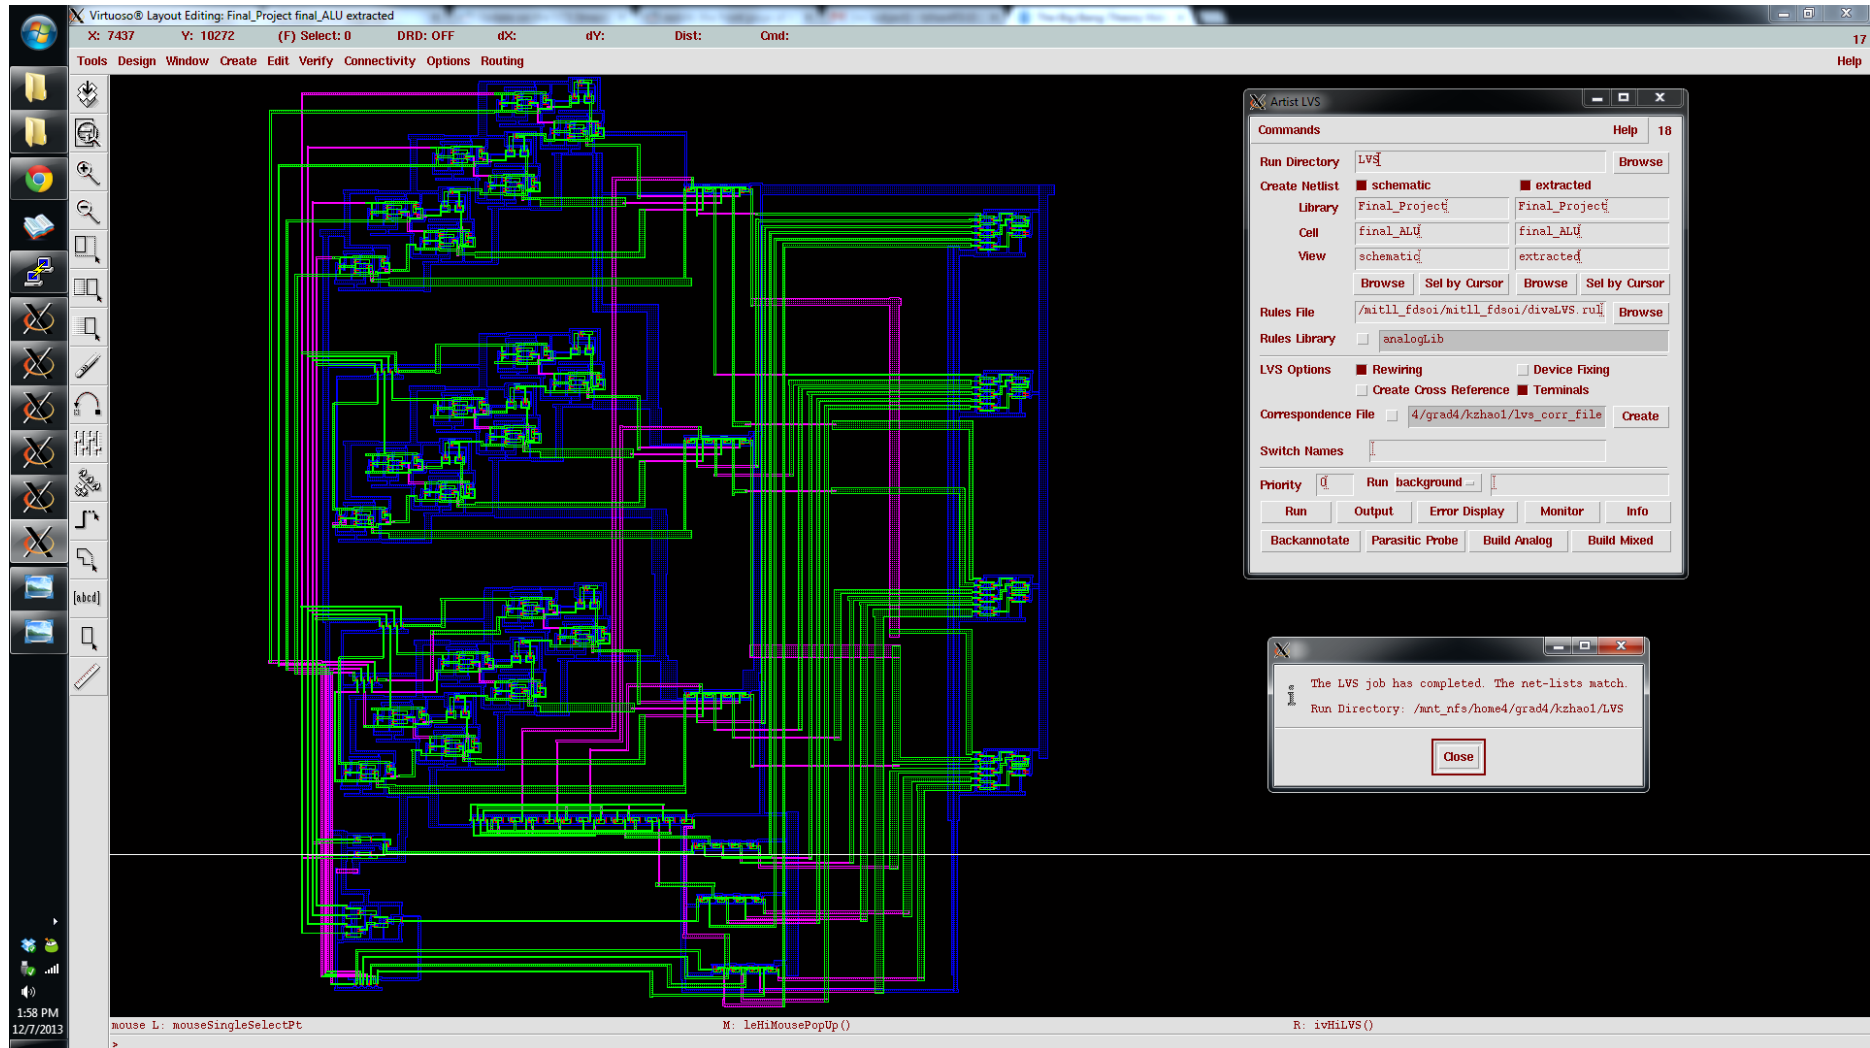 Virtuoso® Layout Editing: Final_Project final_ALU extracted
X: 7437 Y: 10272 (F) Select: 0 DRD: OFF dX: dY: Dist: Cmd:
17
Tools Design Window Create Edit Verify Connectivity Options Routing Help
Artist LVS
Commands Help 18
Run Directory LVS Browse
Create Netlist schematic extracted
Library Final_Project Final_Project
Cell final_ALU final_ALU
View schematic extracted
Browse Sel by Cursor Browse Sel by Cursor
Rules File /mitll_fdsoi/mitll_fdsoi/divaLVS.rul Browse
Rules Library analogLib
LVS Options Rewiring Device Fixing
Create Cross Reference Terminals
Correspondence File 4/grad4/kzhao1/lvs_corr_file Create
Switch Names
Priority 0 Run background
Run Output Error Display Monitor Info
Backannotate Parasitic Probe Build Analog Build Mixed
[abcd]
The LVS job has completed. The net-lists match.
Run Directory: /mnt_nfs/home4/grad4/kzhao1/LVS
Close
1:58 PM
12/7/2013
mouse L: mouseSingleSelectPt M: leHiMousePopUp() R: ivHiLVS()
>